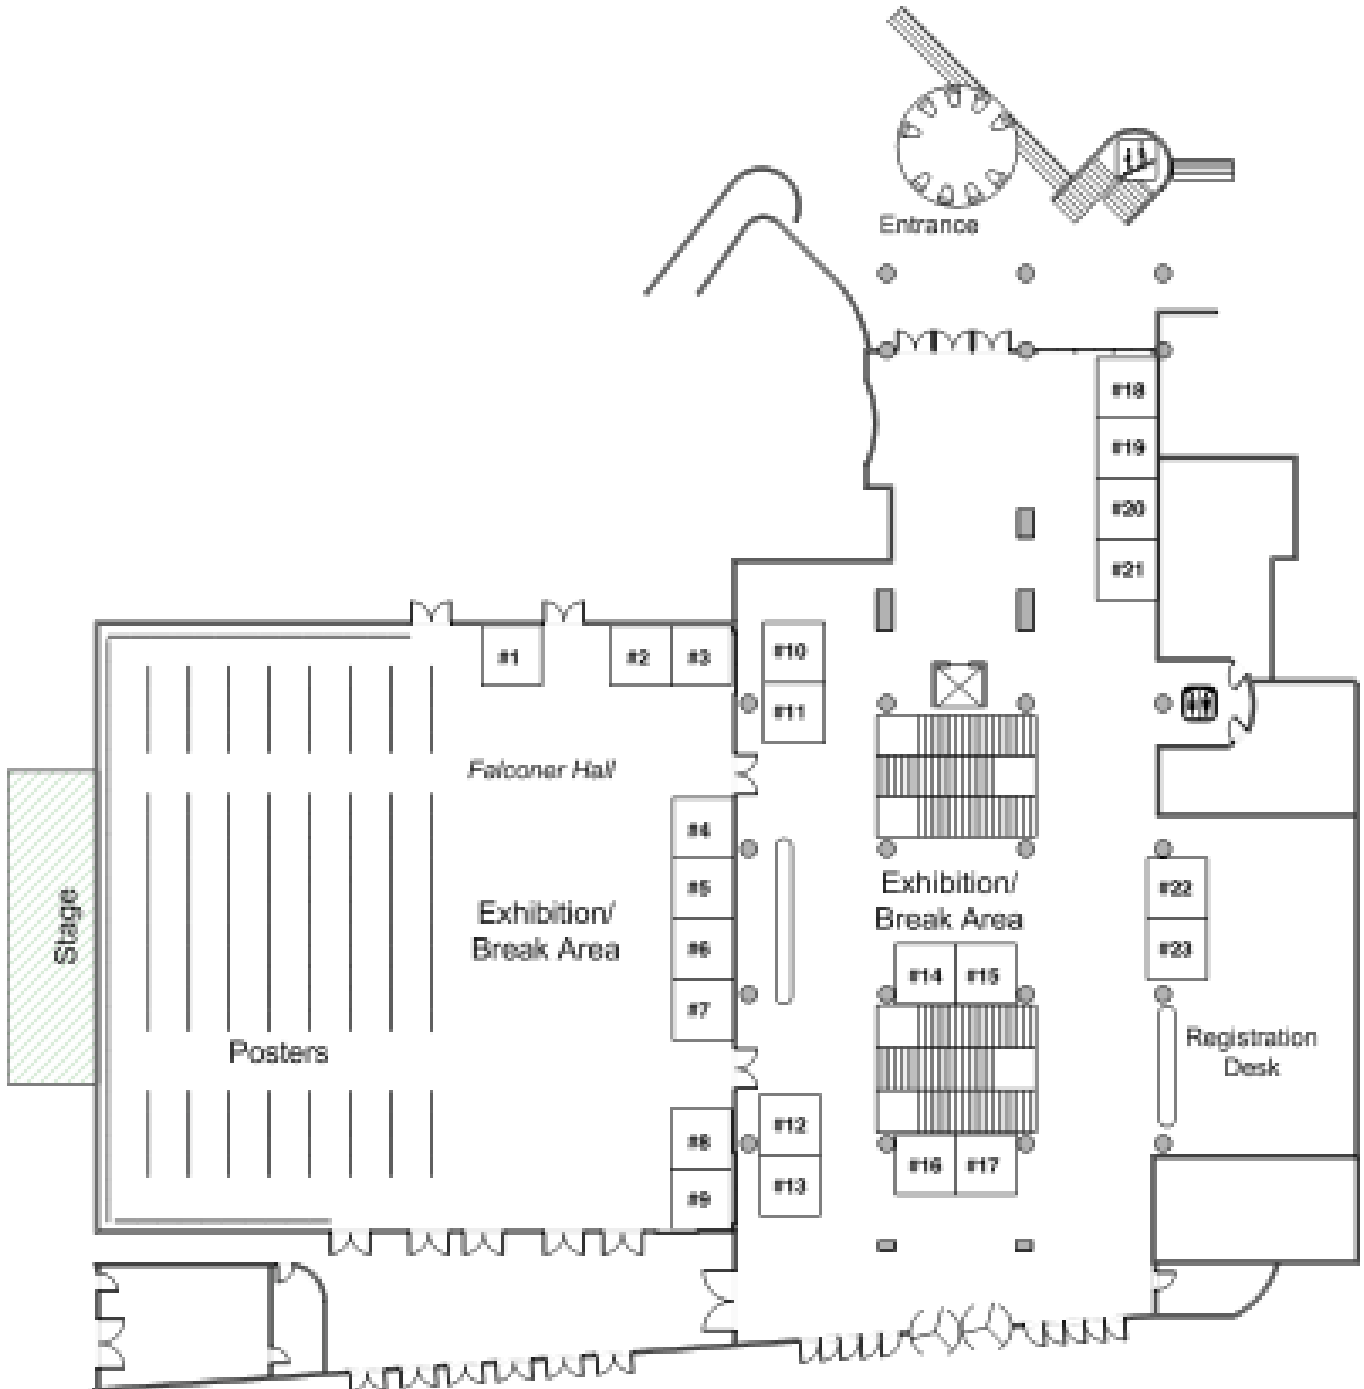 Entrance
#18
#19
#20
#21
#1
#2
#3
#10
#11
Falconer Hall
#4
#5
#6
#7
Exhibition/
Break Area
Exhibition/
Break Area
#22
#23
#14
#15
Stage
Posters
Registration
Desk
#8
#9
#12
#13
#16
#17